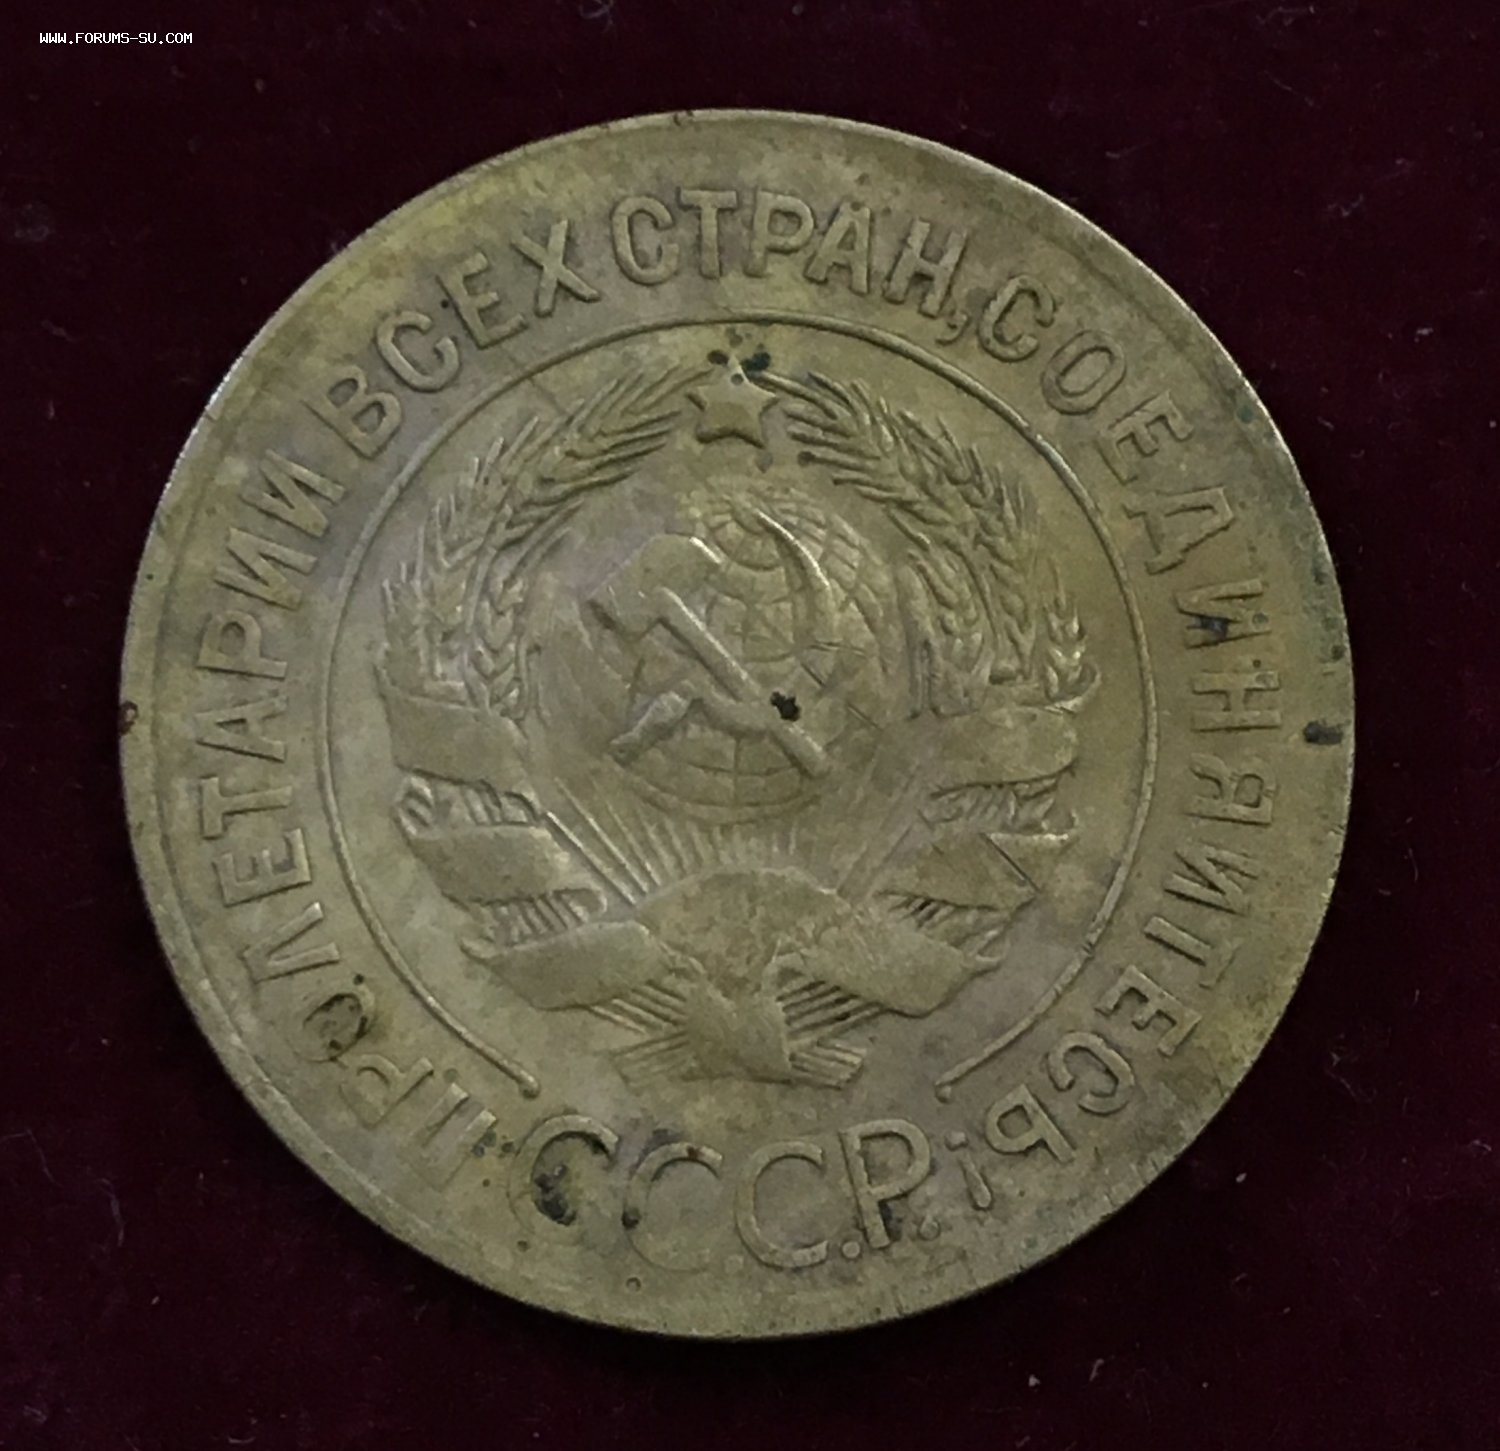 WWW.FORUMS-SU.COM
ПРОЛЕТАРИИ ВСЕХ СТРАН, СОЕДИНЯЙТЕСЬ!
С.С.С.Р.